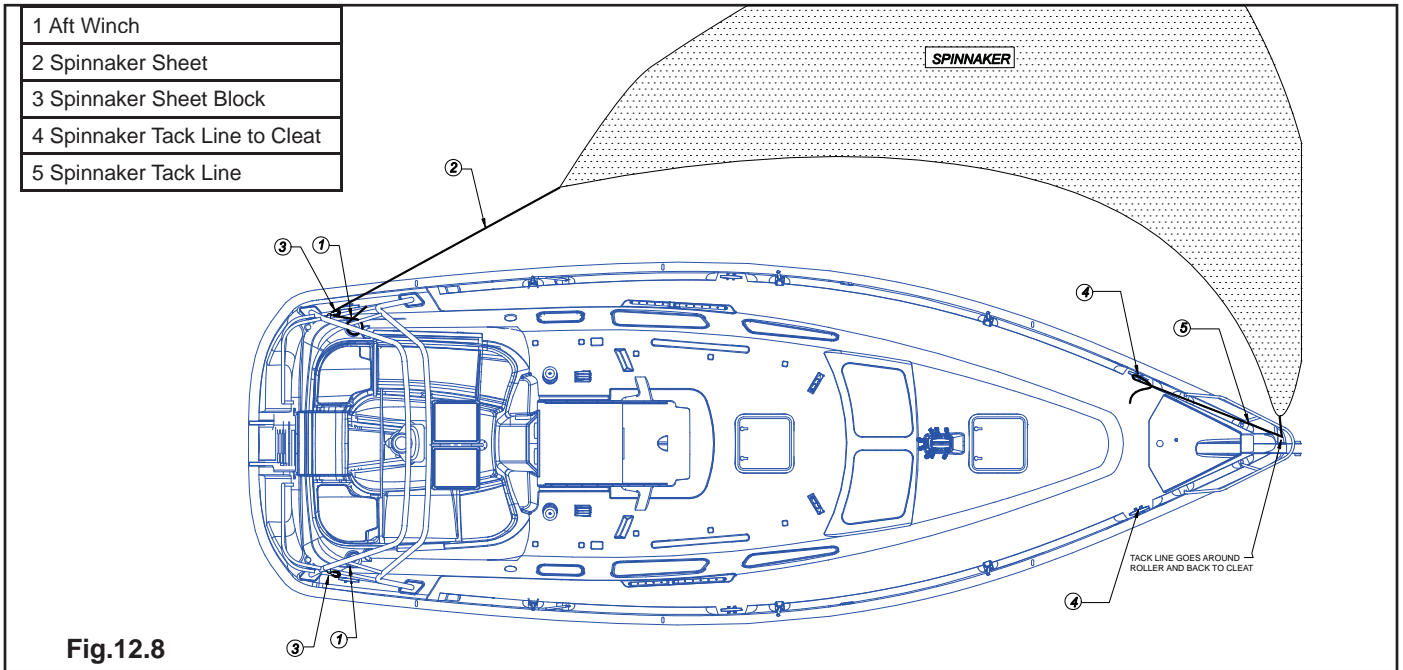 1 Aft Winch
2 Spinnaker Sheet
3 Spinnaker Sheet Block
4 Spinnaker Tack Line to Cleat
5 Spinnaker Tack Line
SPINNAKER
2
3
1
4
5
TACK LINE GOES AROUND
ROLLER AND BACK TO CLEAT
4
3
1
Fig.12.8